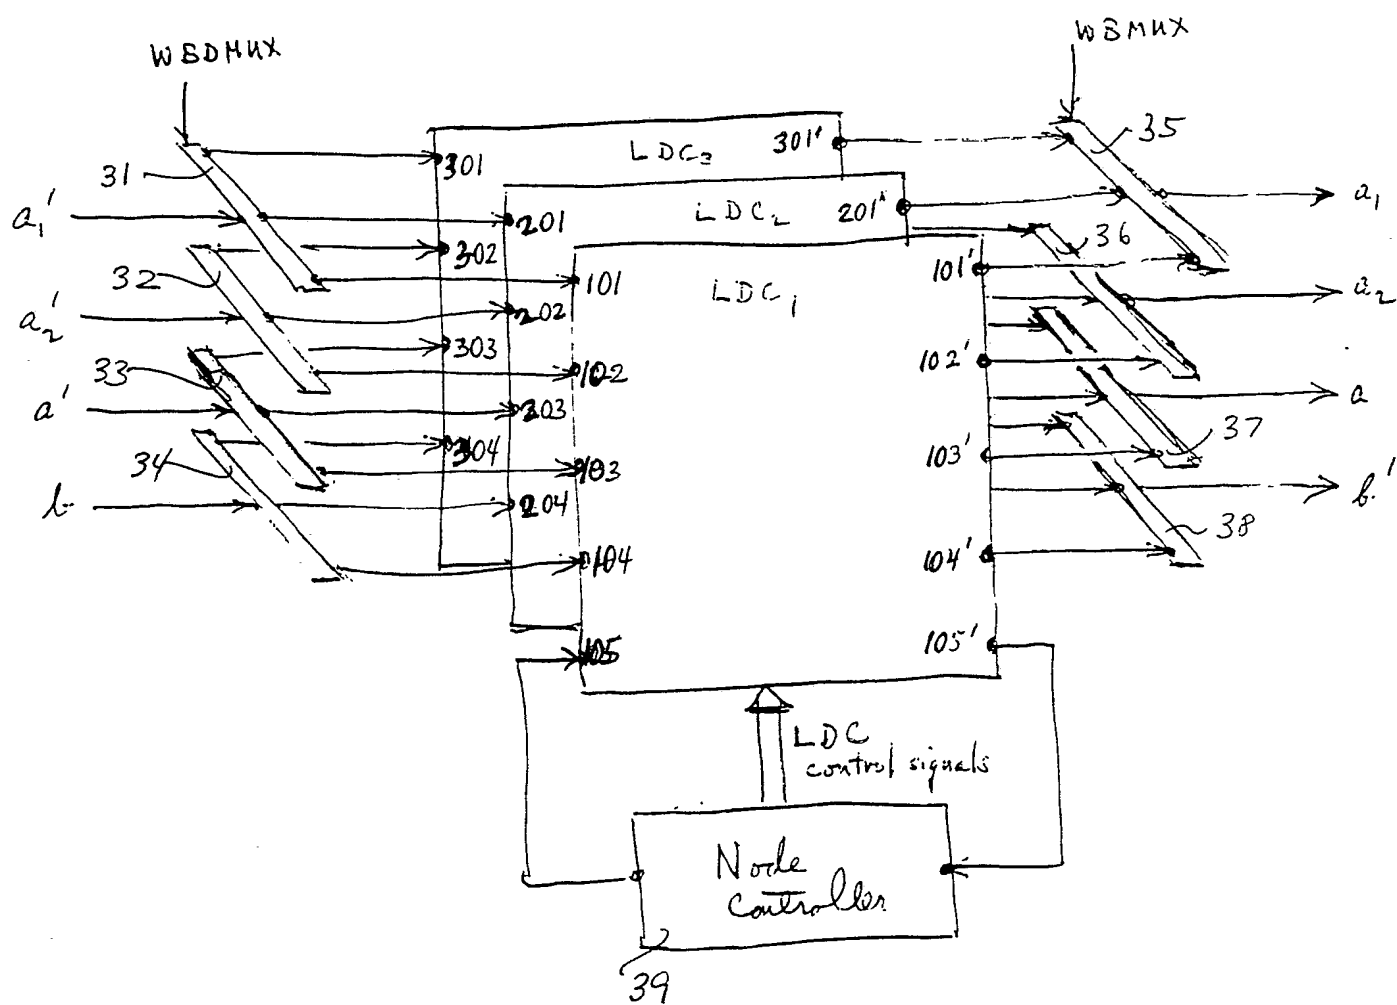 WBDMUX
WBMUX
31
a₁'
32
a₂'
33
a'
34
b
301
LDC₃
301'
201
LDC₂
201'
302
101
LDC₁
101'
202
303
102
102'
203
304
103
103'
204
104
104'
105
105'
35
a₁
36
a₂
a
37
b'
38
LDC
control signals
Node
Controller
39